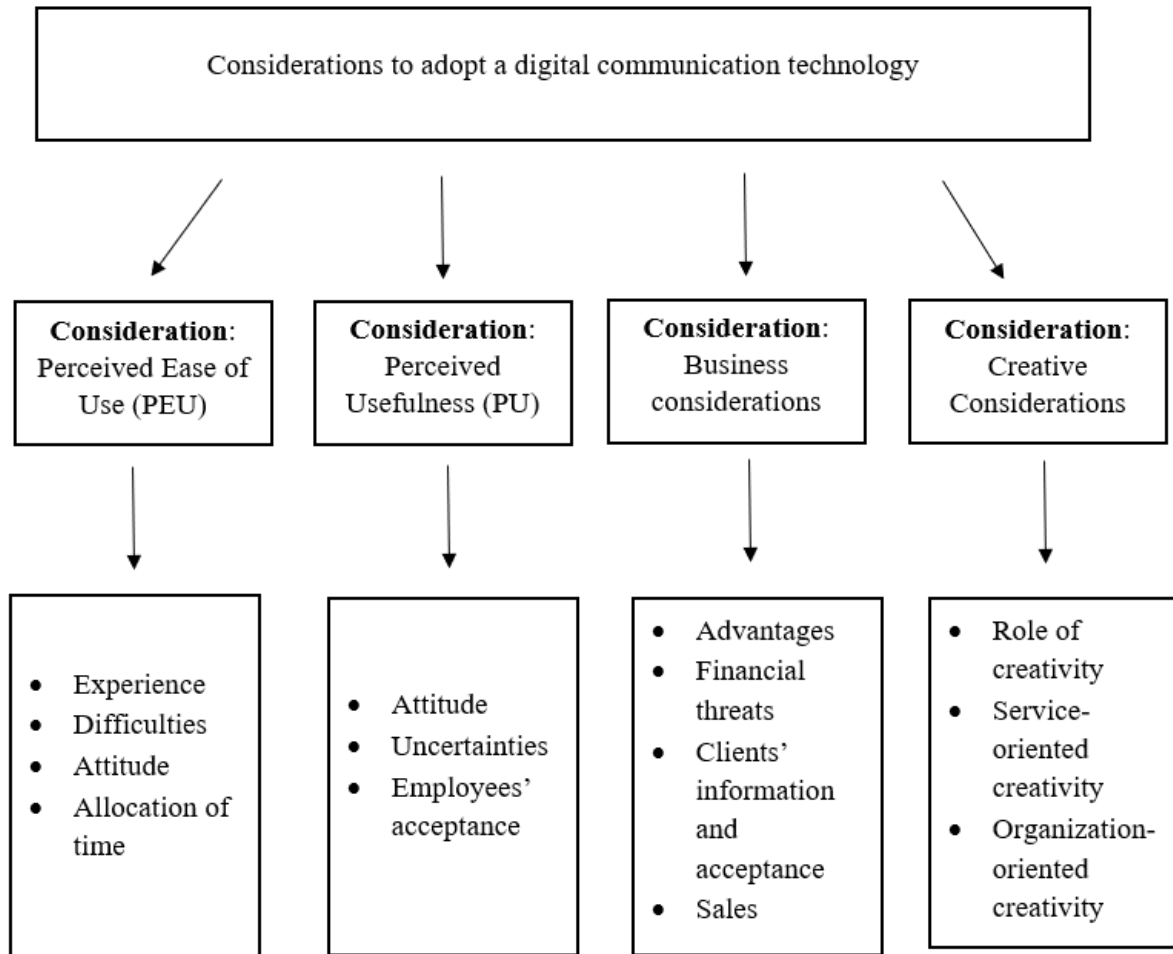 Considerations to adopt a digital communication technology
Consideration:
Perceived Ease of
Use (PEU)
Consideration:
Perceived
Usefulness (PU)
Consideration:
Business
considerations
Consideration:
Creative
Considerations
• Experience
• Difficulties
• Attitude
• Allocation of
time
• Attitude
• Uncertainties
• Employees’
acceptance
• Advantages
• Financial
threats
• Clients’
information
and
acceptance
• Sales
• Role of
creativity
• Service-
oriented
creativity
• Organization-
oriented
creativity